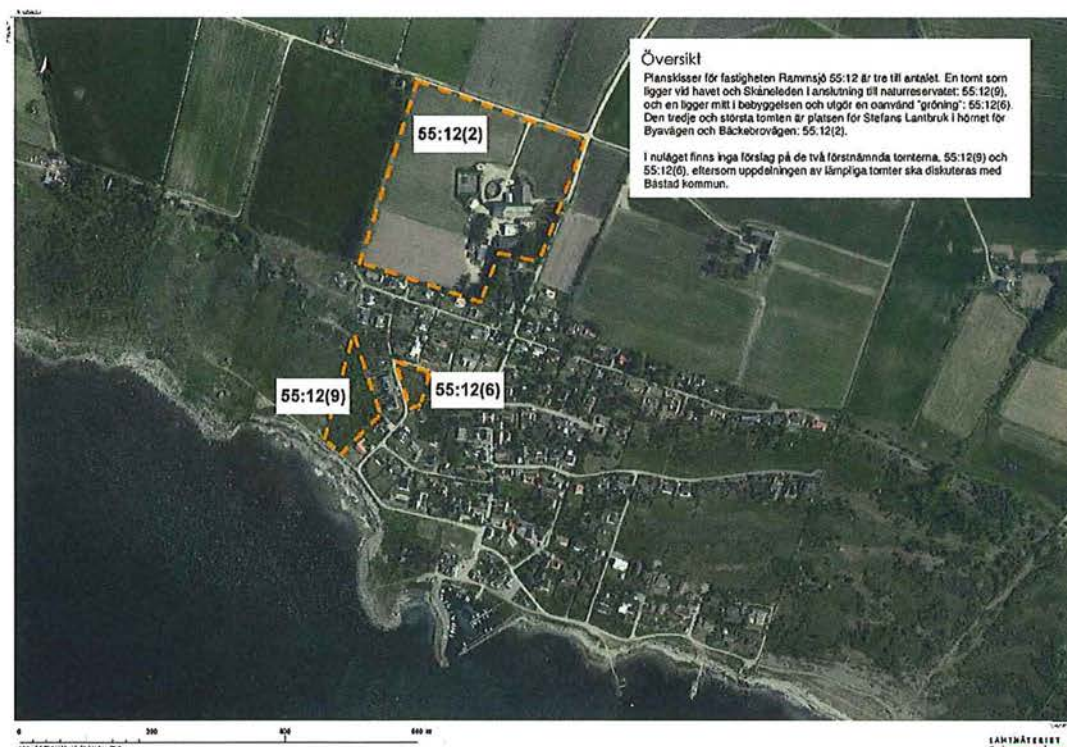 Översikt
Planskisser för fastigheten Rammsjö 55:12 är tre till antalet. En tomt som
ligger vid havet och Skåneleden i anslutning till naturreservatet: 55:12(9),
och en ligger mitt i bebyggelsen och utgör en oanvänd "gröning": 55:12(6).
Den tredje och största tomten är platsen för Stefans Lantbruk i hörnet för
Byavägen och Bäckebrovägen: 55:12(2).
I nuläget finns inga förslag på de två förstnämnda tomterna, 55:12(9) och
55:12(6), eftersom uppdelningen av lämpliga tomter ska diskuteras med
Båstad kommun.
55:12(2)
55:12(9)
55:12(6)
0
200
400
600 m
LANTMÄTERIET